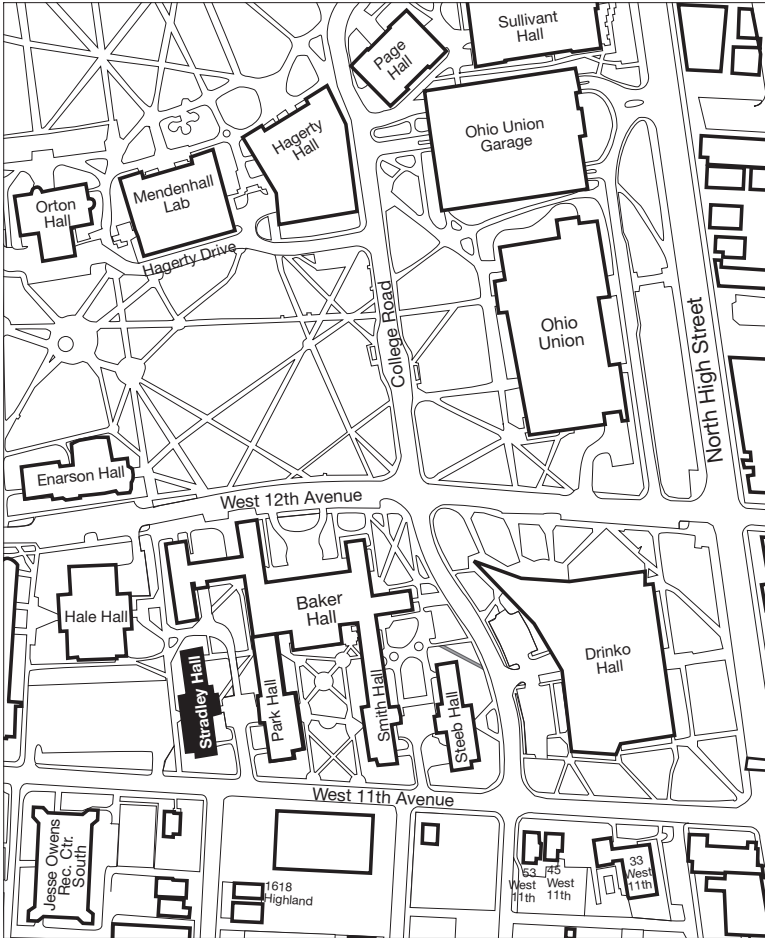 Sullivant
Hall
Page
Hall
Ohio Union
Garage
Hagerty
Hall
Mendenhall
Lab
Orton
Hall
Hagerty Drive
College Road
Ohio
Union
North High Street
Enarson Hall
West 12th Avenue
Hale Hall
Baker
Hall
Drinko
Hall
Stradley Hall
Park Hall
Smith Hall
Steeb Hall
West 11th Avenue
Jesse Owens
Rec. Ctr.
South
1618
Highland
53
West
11th
45
West
11th
33
West
11th